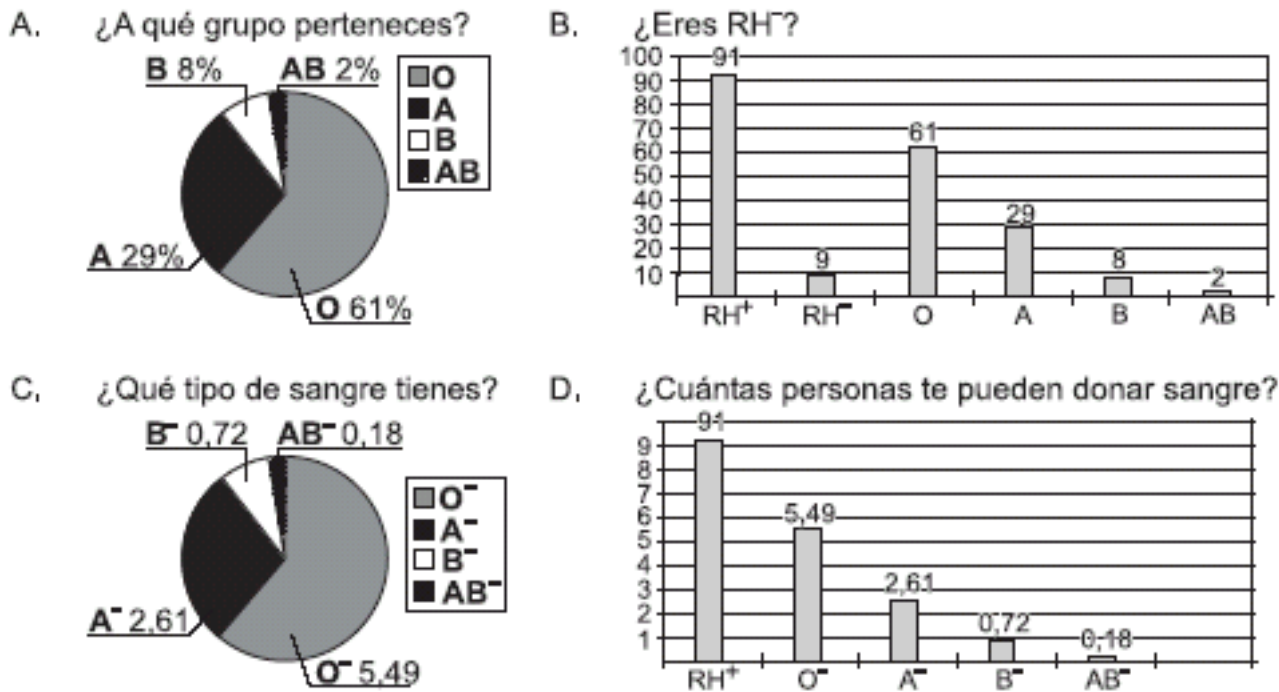 A. ¿A qué grupo perteneces?
B 8%
AB 2%
O
A
B
AB
A 29%
O 61%
B. ¿Eres RH⁻?
100
90
80
70
60
50
40
30
20
10
91
9
61
29
8
2
RH⁺
RH⁻
O
A
B
AB
C. ¿Qué tipo de sangre tienes?
B⁻ 0,72
AB⁻ 0,18
O⁻
A⁻
B⁻
AB⁻
A⁻ 2,61
O⁻ 5,49
D. ¿Cuántas personas te pueden donar sangre?
9
8
7
6
5
4
3
2
1
91
5,49
2,61
0,72
0,18
RH⁺
O⁻
A⁻
B⁻
AB⁻